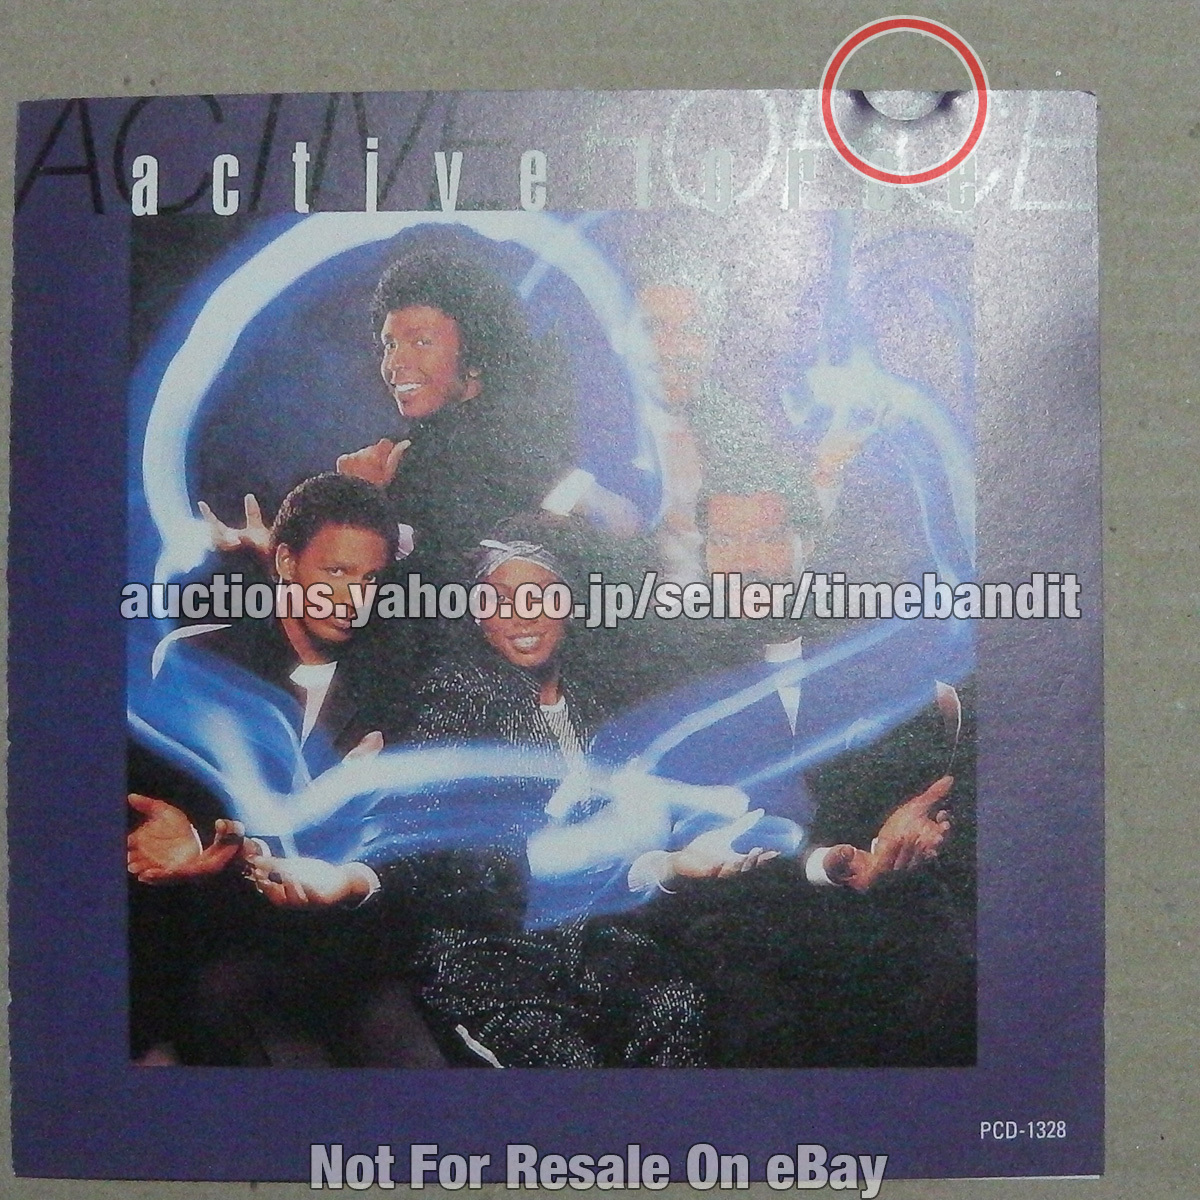 ACTIVE FORCE
active force
auctions.yahoo.co.jp/seller/timebandit
PCD-1328
Not For Resale On eBay